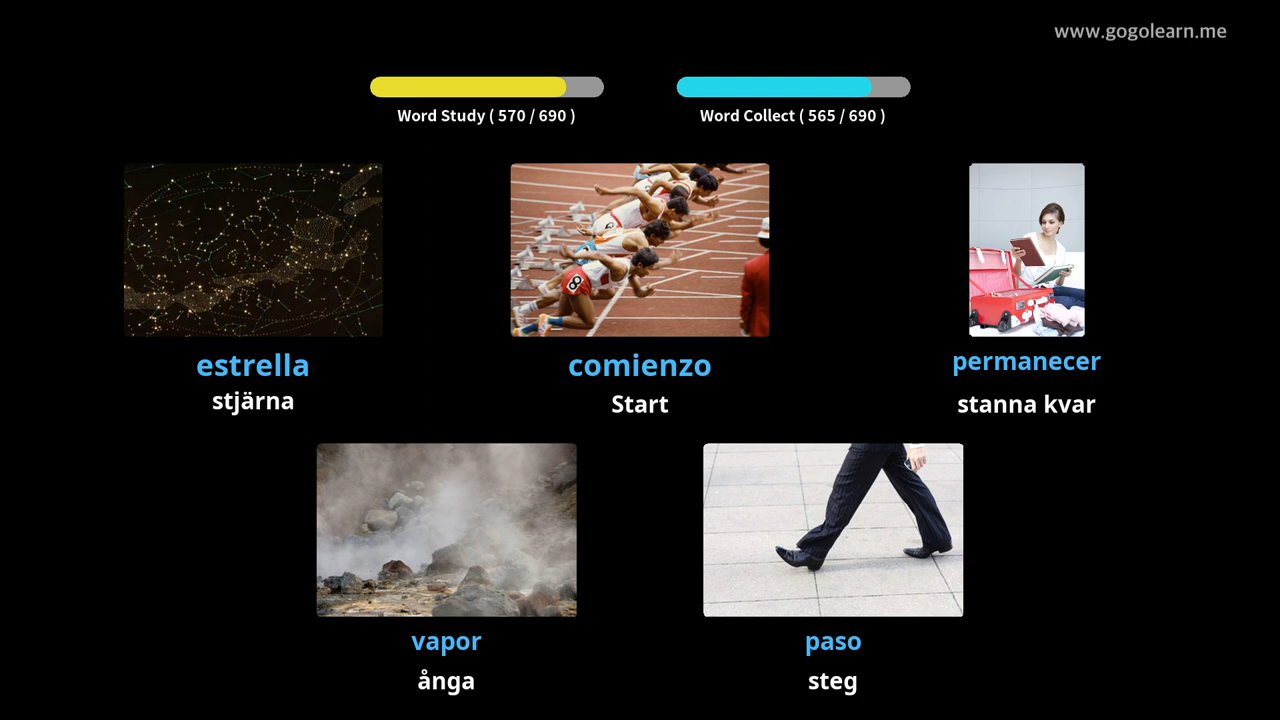 www.gogolearn.me
Word Study ( 570 / 690 )
Word Collect ( 565 / 690 )
estrella
stjärna
comienzo
Start
permanecer
stanna kvar
8
vapor
ånga
paso
steg